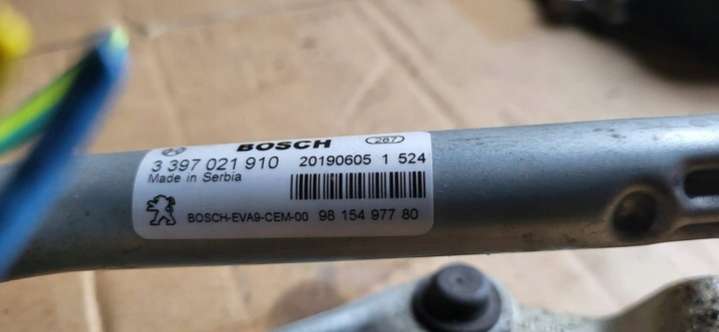 BOSCH 287
3 397 021 910 20190605 1 524
Made in Serbia
BOSCH-EVA9-CEM-00 98 154 977 80